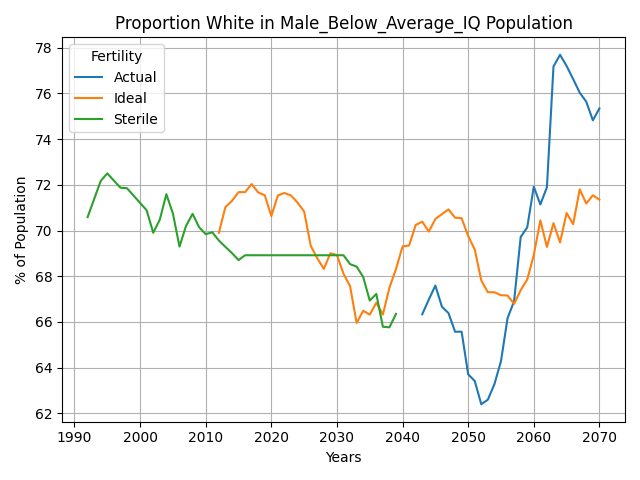 Proportion White in Male_Below_Average_IQ Population
Fertility
Actual
Ideal
Sterile
% of Population
78
76
74
72
70
68
66
64
62
1990 2000 2010 2020 2030 2040 2050 2060 2070
Years